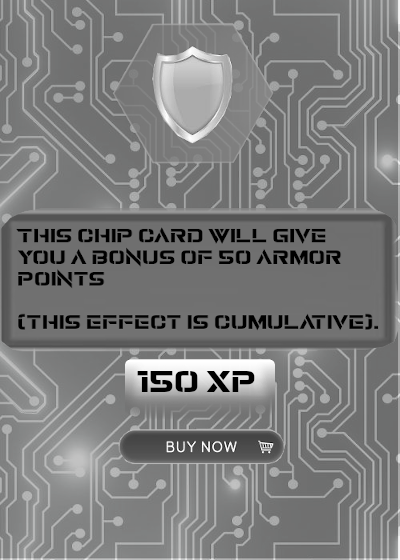 THIS CHIP CARD WILL GIVE
YOU A BONUS OF 50 ARMOR
POINTS
(THIS EFFECT IS CUMULATIVE).
150 XP
BUY NOW